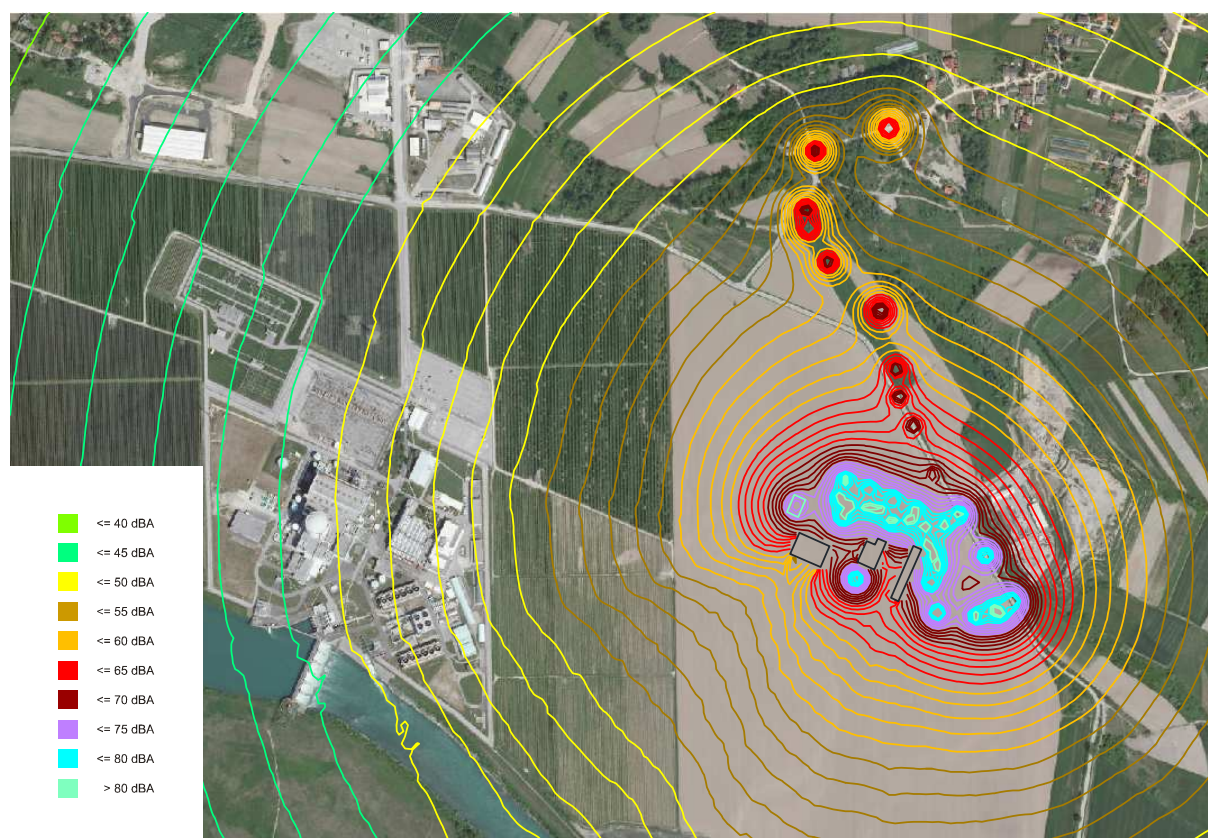 <= 40 dBA
<= 45 dBA
<= 50 dBA
<= 55 dBA
<= 60 dBA
<= 65 dBA
<= 70 dBA
<= 75 dBA
<= 80 dBA
> 80 dBA